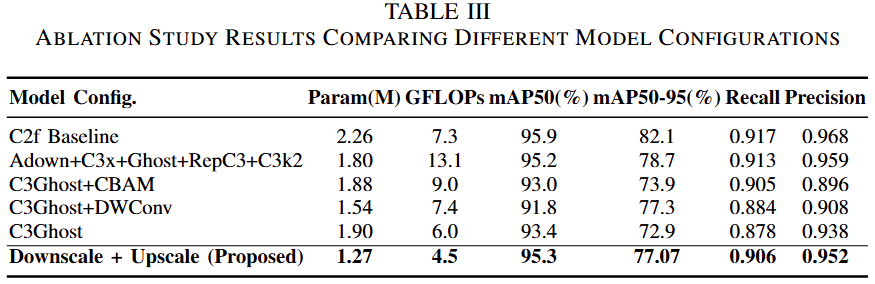 TABLE III
ABLATION STUDY RESULTS COMPARING DIFFERENT MODEL CONFIGURATIONS
Model Config. Param(M) GFLOPs mAP50(%) mAP50-95(%) Recall Precision
C2f Baseline 2.26 7.3 95.9 82.1 0.917 0.968
Adown+C3x+Ghost+RepC3+C3k2 1.80 13.1 95.2 78.7 0.913 0.959
C3Ghost+CBAM 1.88 9.0 93.0 73.9 0.905 0.896
C3Ghost+DWConv 1.54 7.4 91.8 77.3 0.884 0.908
C3Ghost 1.90 6.0 93.4 72.9 0.878 0.938
Downscale + Upscale (Proposed) 1.27 4.5 95.3 77.07 0.906 0.952